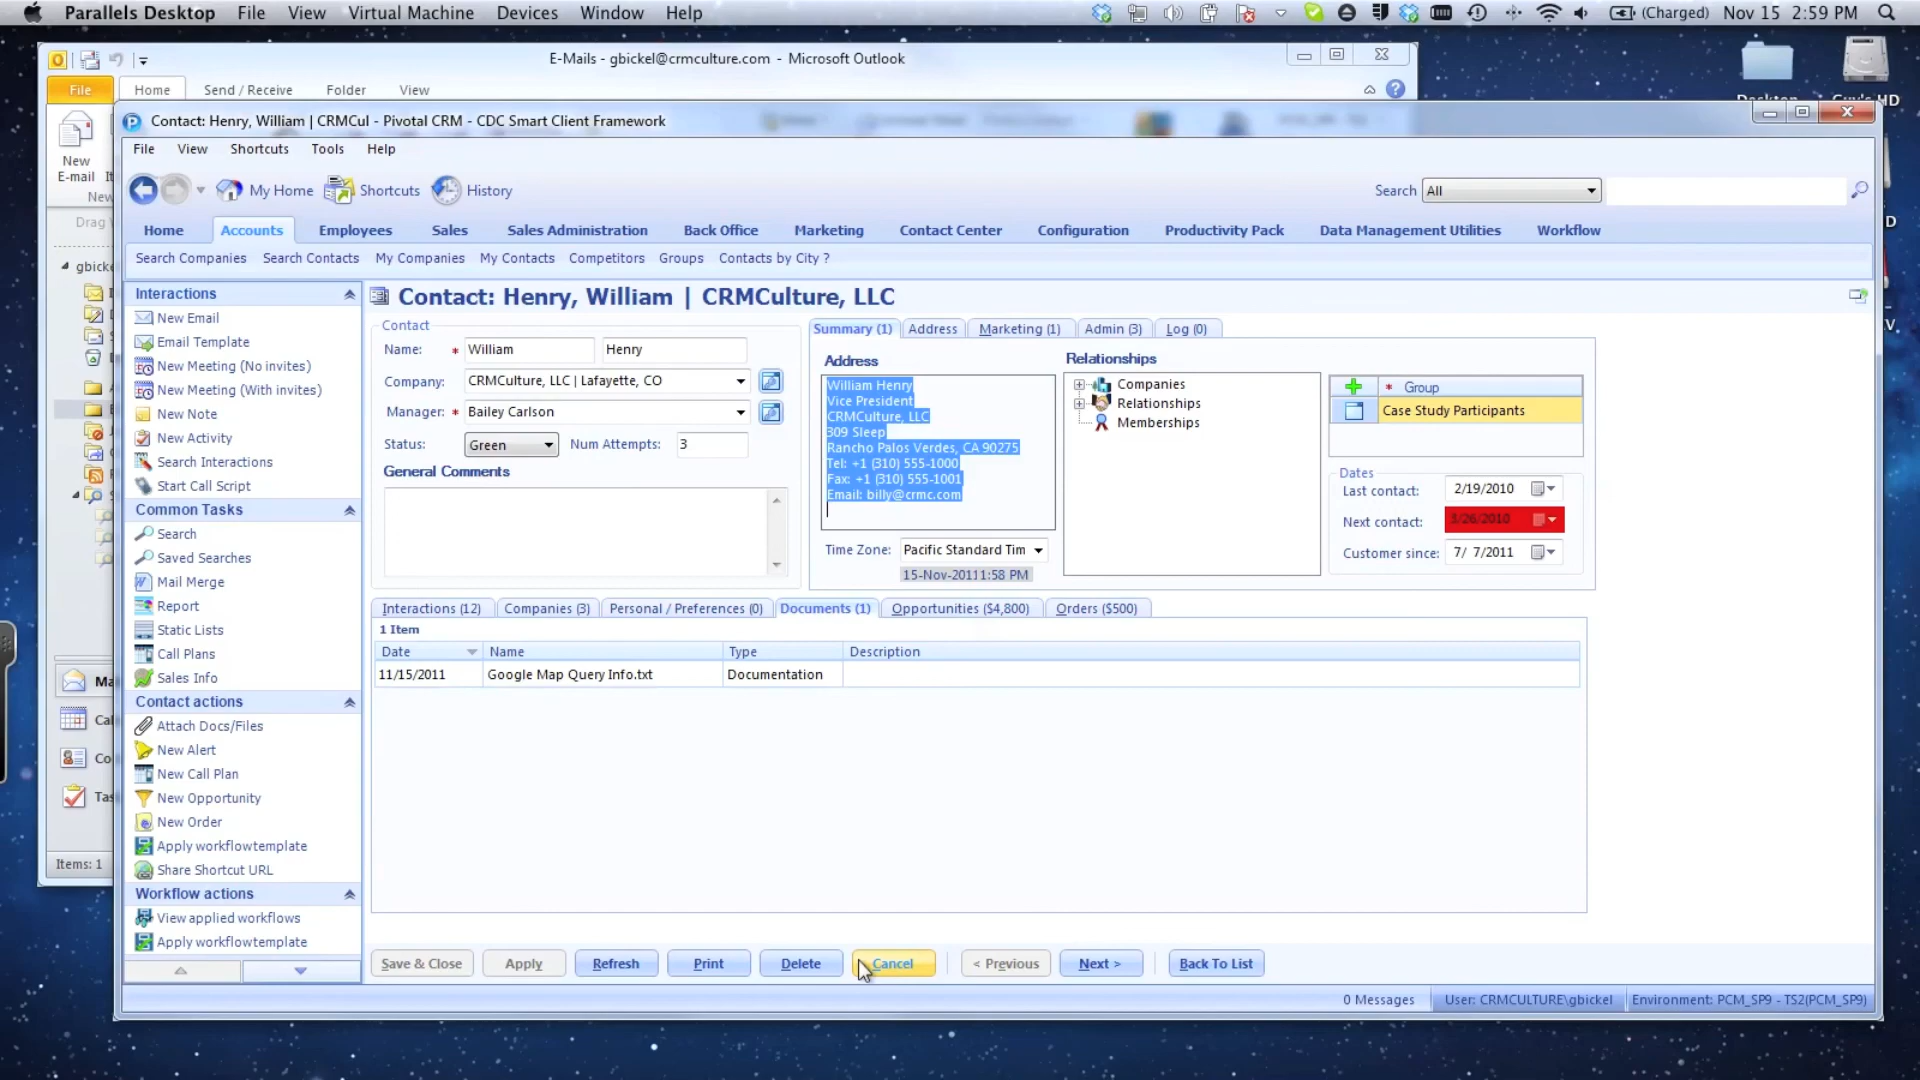 Parallels Desktop File View Virtual Machine Devices Window Help (Charged) Nov 15 2:59 PM
E-Mails - gbickel@crmculture.com - Microsoft Outlook
File Home Send / Receive Folder View
Desktop HD
Contact: Henry, William | CRMCul - Pivotal CRM - CDC Smart Client Framework
New
E-mail
New
Drag
gbick
Items: 1
File View Shortcuts Tools Help
My Home Shortcuts History Search All
Home Accounts Employees Sales Sales Administration Back Office Marketing Contact Center Configuration Productivity Pack Data Management Utilities Workflow
Search Companies Search Contacts My Companies My Contacts Competitors Groups Contacts by City ?
Interactions
New Email
Email Template
New Meeting (No invites)
New Meeting (With invites)
New Note
New Activity
Search Interactions
Start Call Script
Common Tasks
Search
Saved Searches
Mail Merge
Report
Static Lists
Call Plans
Sales Info
Contact actions
Attach Docs/Files
New Alert
New Call Plan
New Opportunity
New Order
Apply workflowtemplate
Share Shortcut URL
Workflow actions
View applied workflows
Apply workflowtemplate
Contact: Henry, William | CRMCulture, LLC
Contact
Name: * William Henry
Company: CRMCulture, LLC | Lafayette, CO
Manager: * Bailey Carlson
Status: Green Num Attempts: 3
General Comments
Summary (1) Address Marketing (1) Admin (3) Log (0)
Address
William Henry
Vice President
CRMCulture, LLC
309 Sleep
Rancho Palos Verdes, CA 90275
Tel: +1 (310) 555-1000
Fax: +1 (310) 555-1001
Email: billy@crmc.com
Time Zone: Pacific Standard Tim
15-Nov-20111:58 PM
Relationships
Companies
Relationships
Memberships
* Group
Case Study Participants
Dates
Last contact: 2/19/2010
Next contact: 3/26/2010
Customer since: 7/ 7/2011
Interactions (12) Companies (3) Personal / Preferences (0) Documents (1) Opportunities ($4,800) Orders ($500)
1 Item
Date Name Type Description
11/15/2011 Google Map Query Info.txt Documentation
Save & Close Apply Refresh Print Delete Cancel < Previous Next > Back To List
0 Messages User: CRMCULTURE\gbickel Environment: PCM_SP9 - TS2(PCM_SP9)